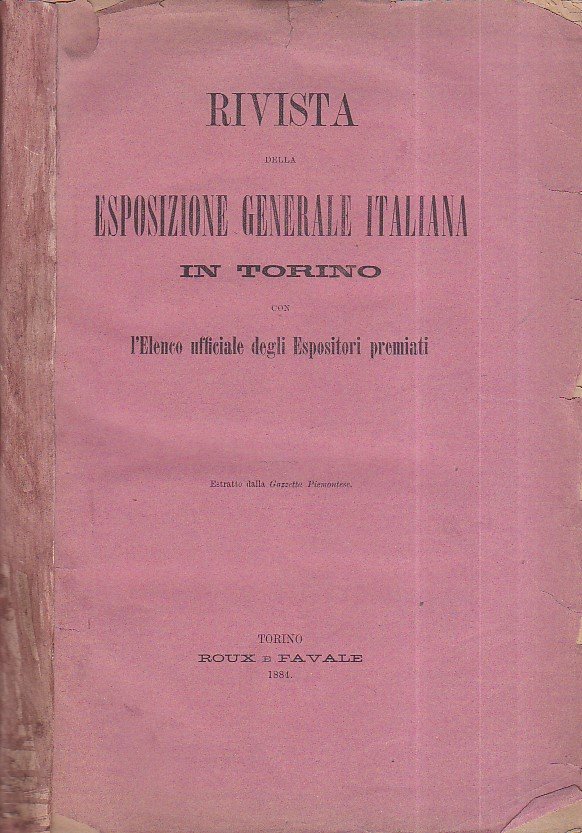 RIVISTA
DELLA
ESPOSIZIONE GENERALE ITALIANA
IN TORINO
CON
l'Elenco ufficiale degli Espositori premiati
Estratto dalla Gazzetta Piemontese.
TORINO
ROUX E FAVALE
1884.